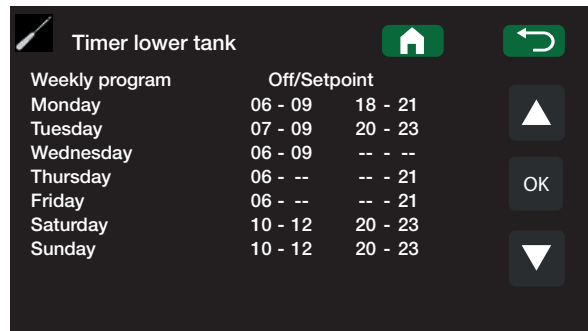 Timer lower tank
Weekly program Off/Setpoint
Monday 06 - 09 18 - 21
Tuesday 07 - 09 20 - 23
Wednesday 06 - 09 -- - --
Thursday 06 - -- -- - 21
Friday 06 - -- -- - 21
Saturday 10 - 12 20 - 23
Sunday 10 - 12 20 - 23
OK